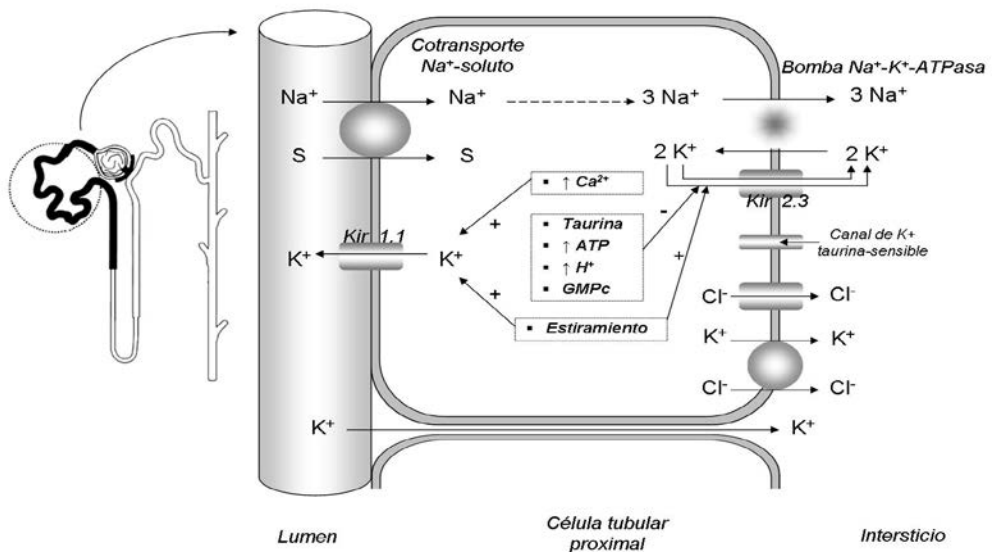 Cotransporte
Na⁺-soluto
Bomba Na⁺-K⁺-ATPasa
Na⁺ Na⁺ 3 Na⁺ 3 Na⁺
S S
2 K⁺ 2 K⁺
▪ ↑ Ca²⁺
Kir 2.3
+ -
▪ Taurina
▪ ↑ ATP
▪ ↑ H⁺
▪ GMPc
Kir 1.1
K⁺ K⁺
+ +
Canal de K⁺
taurina-sensible
Cl⁻ Cl⁻
▪ Estiramiento
K⁺ K⁺
Cl⁻ Cl⁻
K⁺ K⁺
Lumen
Célula tubular
proximal
Intersticio